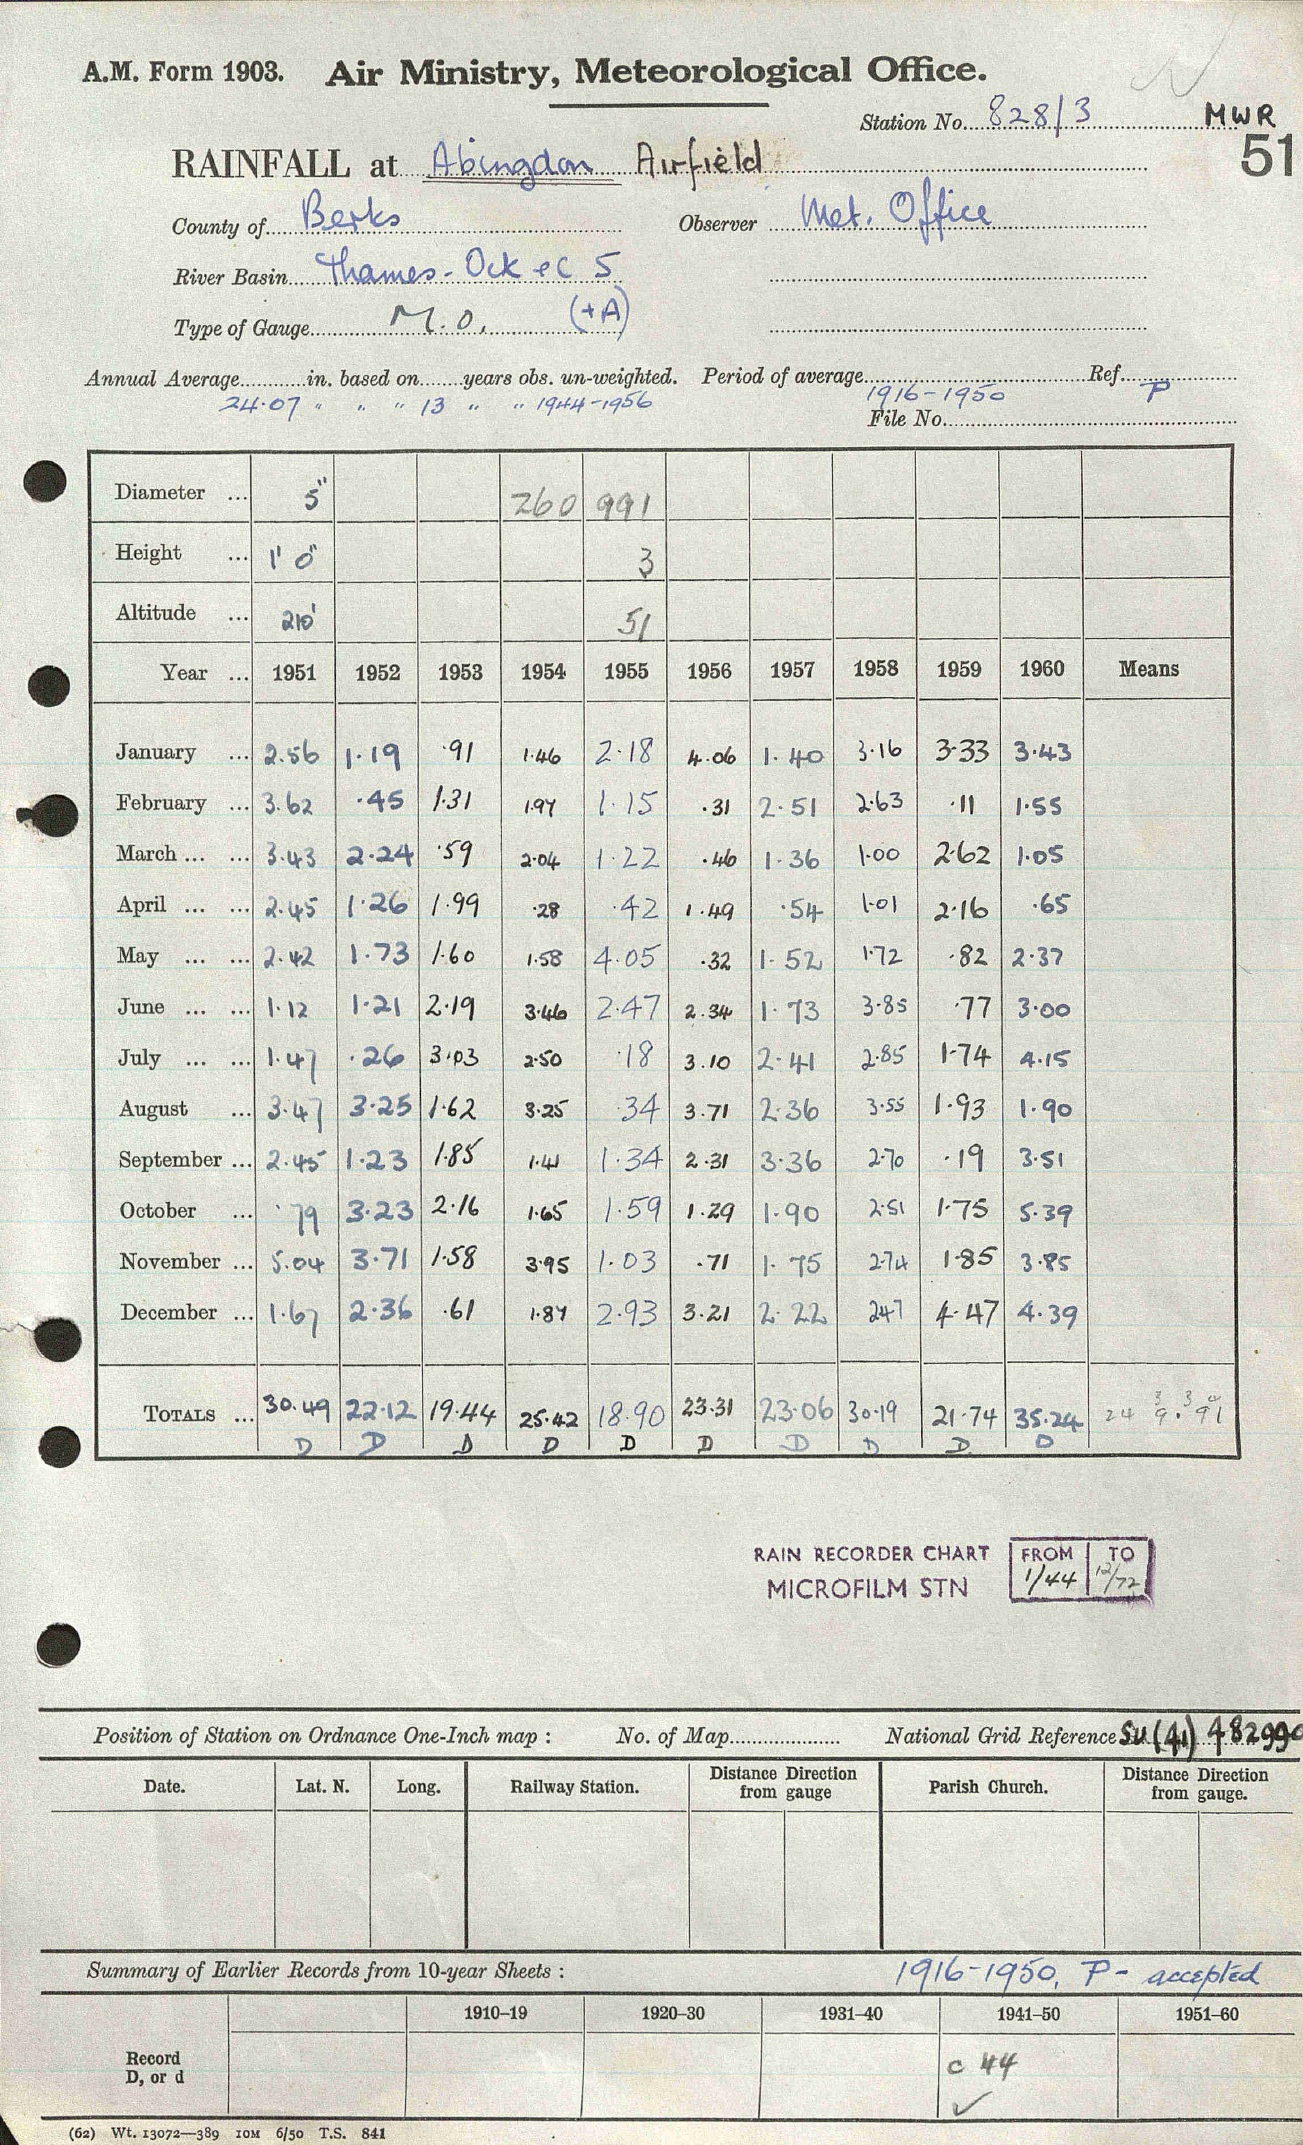 A.M. Form 1903. Air Ministry, Meteorological Office.
Station No. 828/3 MWR
51
RAINFALL at Abingdon Airfield
County of Berks Observer Met. Office
River Basin Thames - Ock &c 5
Type of Gauge M.O. (+A)
Annual Average in. based on years obs. un-weighted. Period of average 1916-1950 Ref. P
24.07 " " " 13 " " 1944-1956
File No.
Diameter ... 5" 260 991
Height ... 1' 0" 3
Altitude ... 210' 51
Year ... 1951 1952 1953 1954 1955 1956 1957 1958 1959 1960 Means
January ... 2.56 1.19 .91 1.46 2.18 4.06 1.40 3.16 3.33 3.43
February ... 3.62 .45 1.31 1.97 1.15 .31 2.51 2.63 .11 1.55
March ... ... 3.43 2.24 .59 2.04 1.22 .46 1.36 1.00 2.62 1.05
April ... ... 2.45 1.26 1.99 .28 .42 1.49 .54 1.01 2.16 .65
May ... ... 2.42 1.73 1.60 1.58 4.05 .32 1.52 1.72 .82 2.37
June ... ... 1.12 1.21 2.19 3.46 2.47 2.34 1.73 3.85 .77 3.00
July ... ... 1.47 .26 3.03 2.50 .18 3.10 2.41 2.85 1.74 4.15
August ... 3.47 3.25 1.62 3.25 .34 3.71 2.36 3.55 1.93 1.90
September ... 2.45 1.23 1.85 1.41 1.34 2.31 3.36 2.70 .19 3.51
October ... .79 3.23 2.16 1.65 1.59 1.29 1.90 2.51 1.75 5.39
November ... 5.04 3.71 1.58 3.95 1.03 .71 1.75 2.74 1.85 3.85
December ... 1.67 2.36 .61 1.87 2.93 3.21 2.22 2.47 4.47 4.39
TOTALS ... 30.49 22.12 19.44 25.42 18.90 23.31 23.06 30.19 21.74 35.24 24 9.91
D D D D D D D D D D
RAIN RECORDER CHART FROM TO
MICROFILM STN 1/44 12/72
Position of Station on Ordnance One-Inch map : No. of Map National Grid Reference SU (41) 482990
Date. Lat. N. Long. Railway Station. Distance Direction from gauge Parish Church. Distance Direction from gauge.
Summary of Earlier Records from 10-year Sheets : 1916-1950, P - accepted
1910–19 1920–30 1931–40 1941–50 1951–60
Record
D, or d c 44
(62) Wt. 13072—389 10M 6/50 T.S. 841